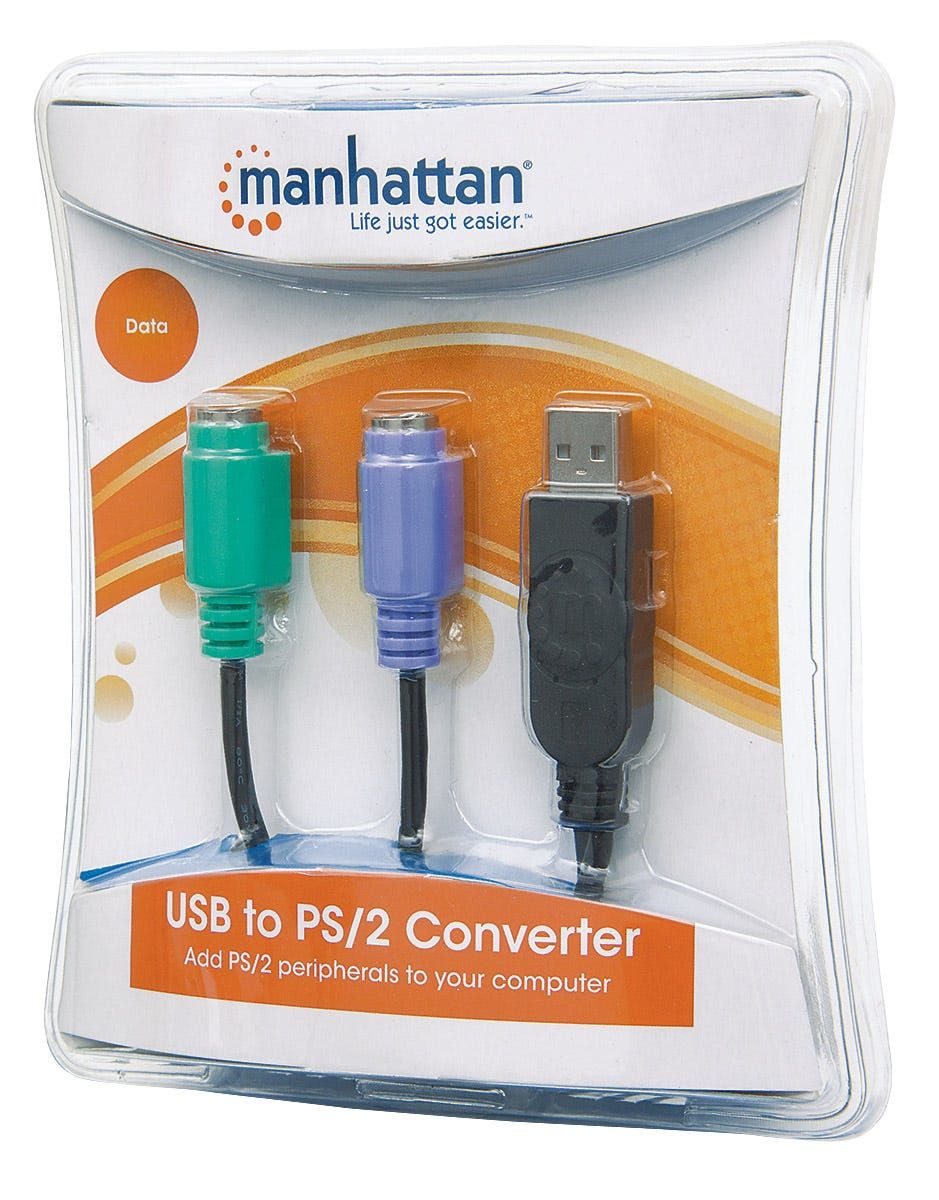 manhattan®
Life just got easier.™
Data
USB to PS/2 Converter
Add PS/2 peripherals to your computer